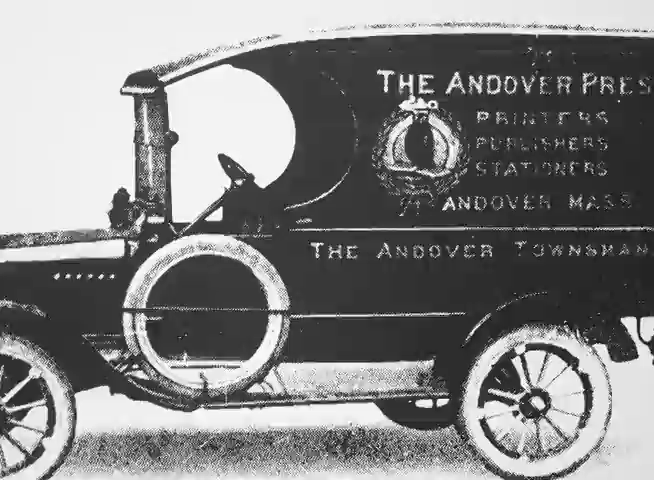 THE ANDOVER PRES
PRINTERS
PUBLISHERS
STATIONERS
ANDOVER MASS.
THE ANDOVER TOWNSMAN